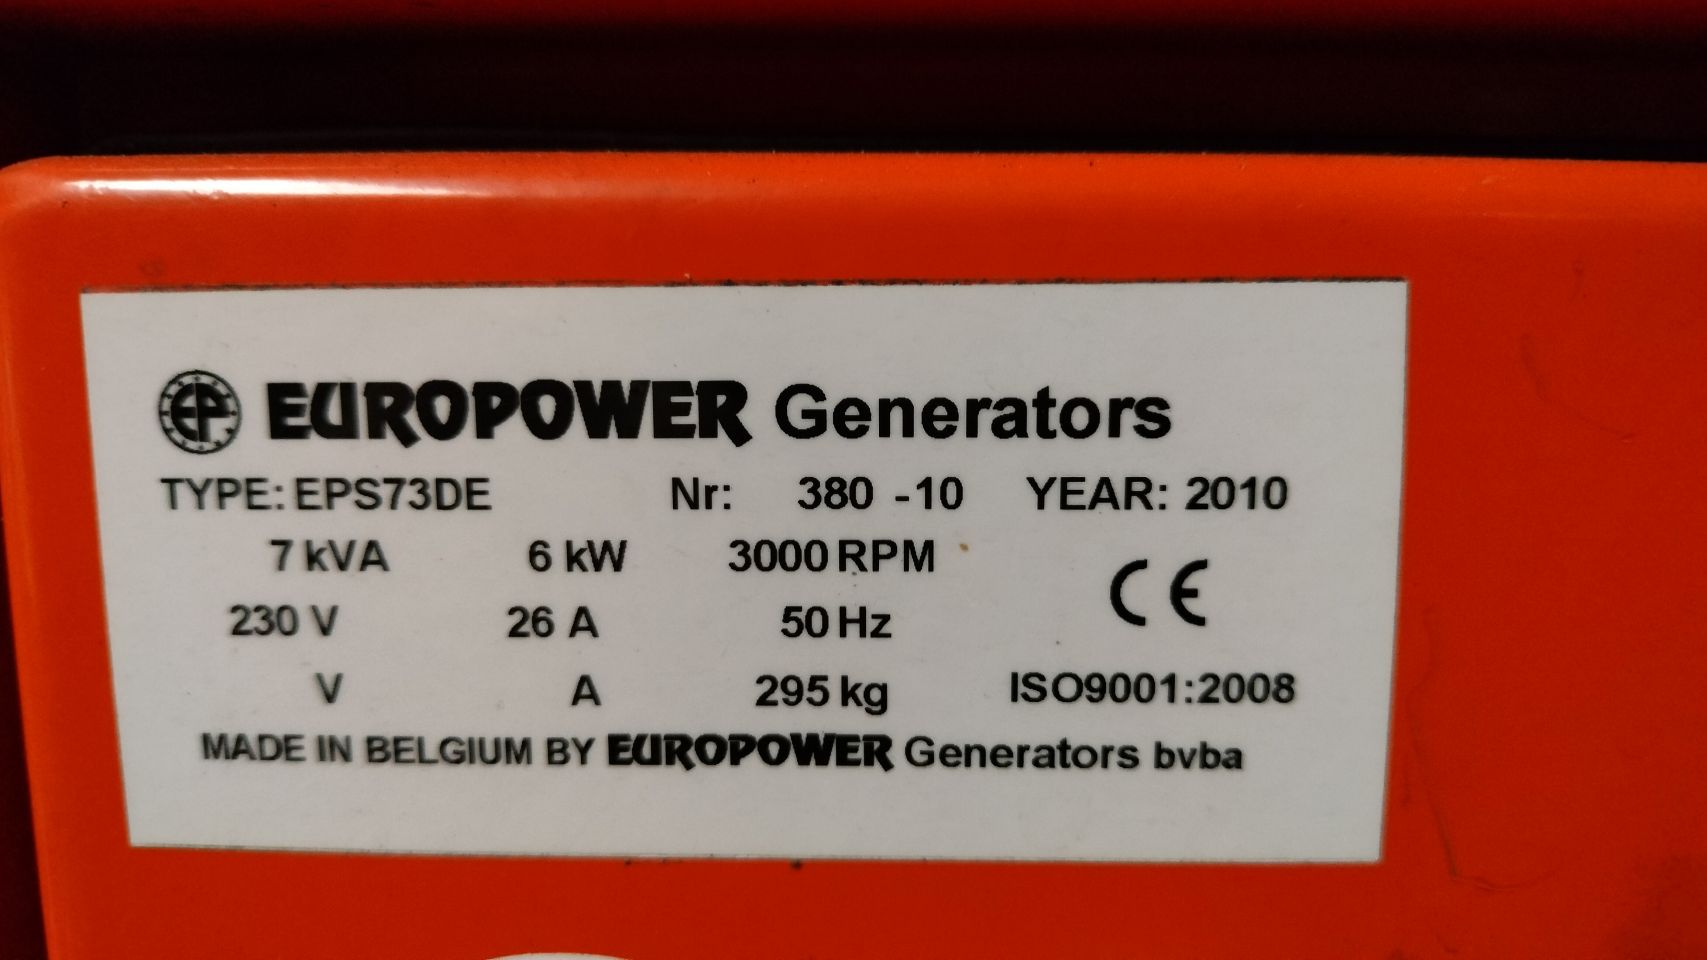 EP EUROPOWER Generators
TYPE: EPS73DE Nr: 380 -10 YEAR: 2010
7 kVA 6 kW 3000 RPM
CE
230 V 26 A 50 Hz
V A 295 kg ISO9001:2008
MADE IN BELGIUM BY EUROPOWER Generators bvba